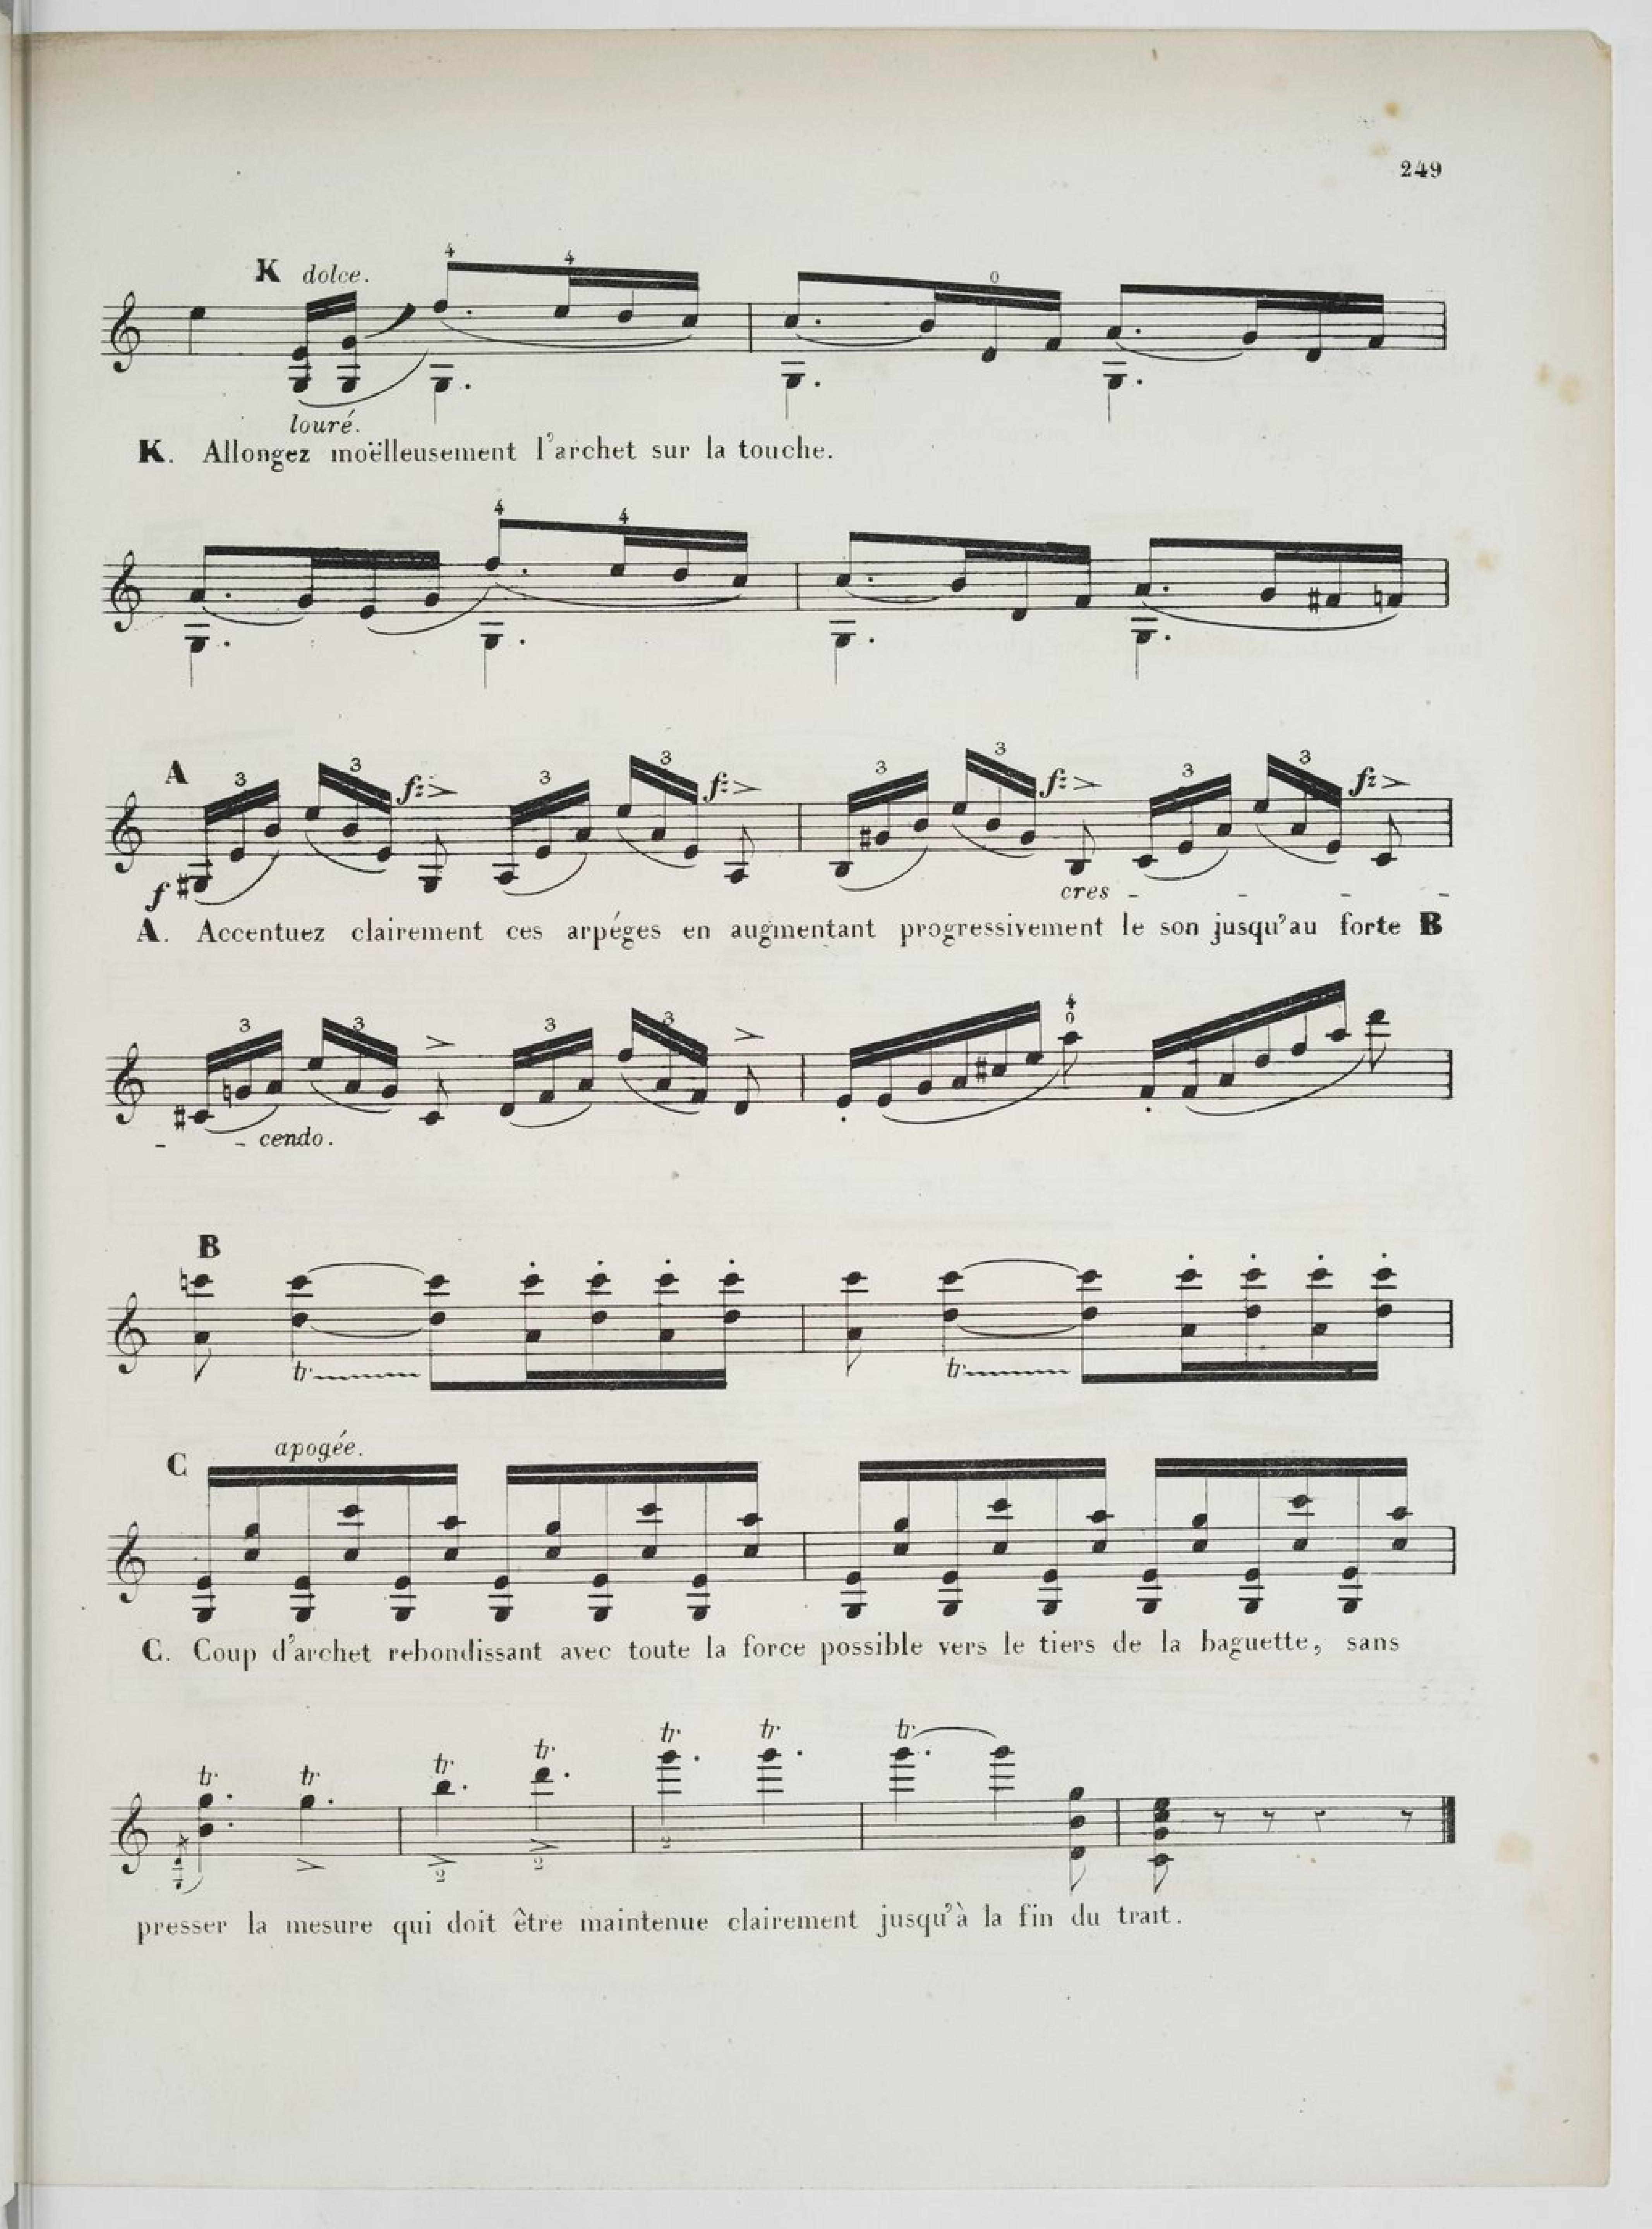 249
K dolce.
4 4 0
louré.
K. Allongez moëlleusement l'archet sur la touche.
4 4
A 3 3 fz 3 3 fz 3 3 fz 3 3 fz
f cres - - - -
A. Accentuez clairement ces arpéges en augmentant progressivement le son jusqu'au forte B
3 3 3 3 4 0
- - cendo.
B
tr tr
apogée.
C
C. Coup d'archet rebondissant avec toute la force possible vers le tiers de la baguette, sans
tr tr tr tr tr tr tr
2 2 2
presser la mesure qui doit être maintenue clairement jusqu'à la fin du trait.